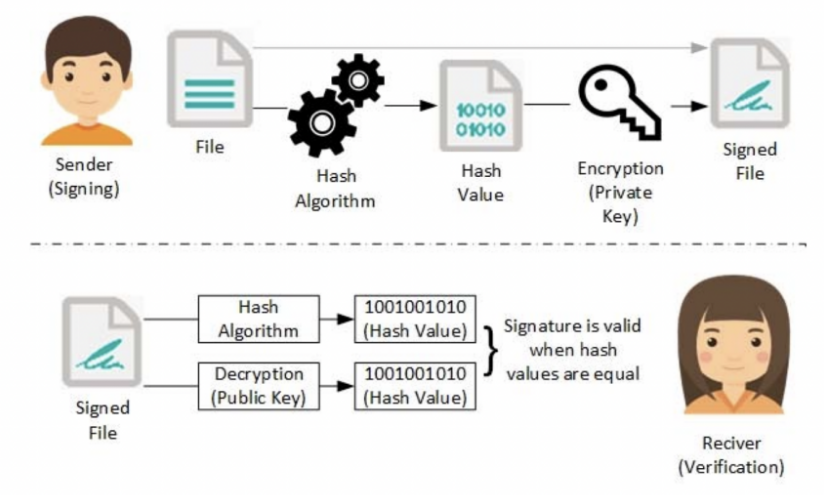 File
Sender
(Signing)
Hash
Algorithm
10010
01010
Hash
Value
Encryption
(Private
Key)
Signed
File
Signed
File
Hash
Algorithm
1001001010
(Hash Value)
Decryption
(Public Key)
1001001010
(Hash Value)
Signature is valid
when hash
values are equal
Reciver
(Verification)